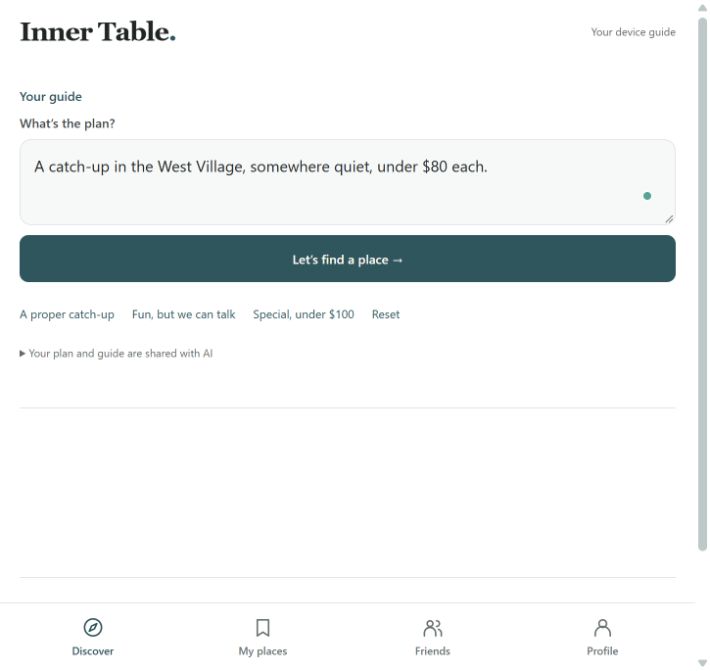 Inner Table.
Your device guide
Your guide
What's the plan?
A catch-up in the West Village, somewhere quiet, under $80 each.
Let's find a place →
A proper catch-up
Fun, but we can talk
Special, under $100
Reset
▶ Your plan and guide are shared with AI
Discover
My places
Friends
Profile